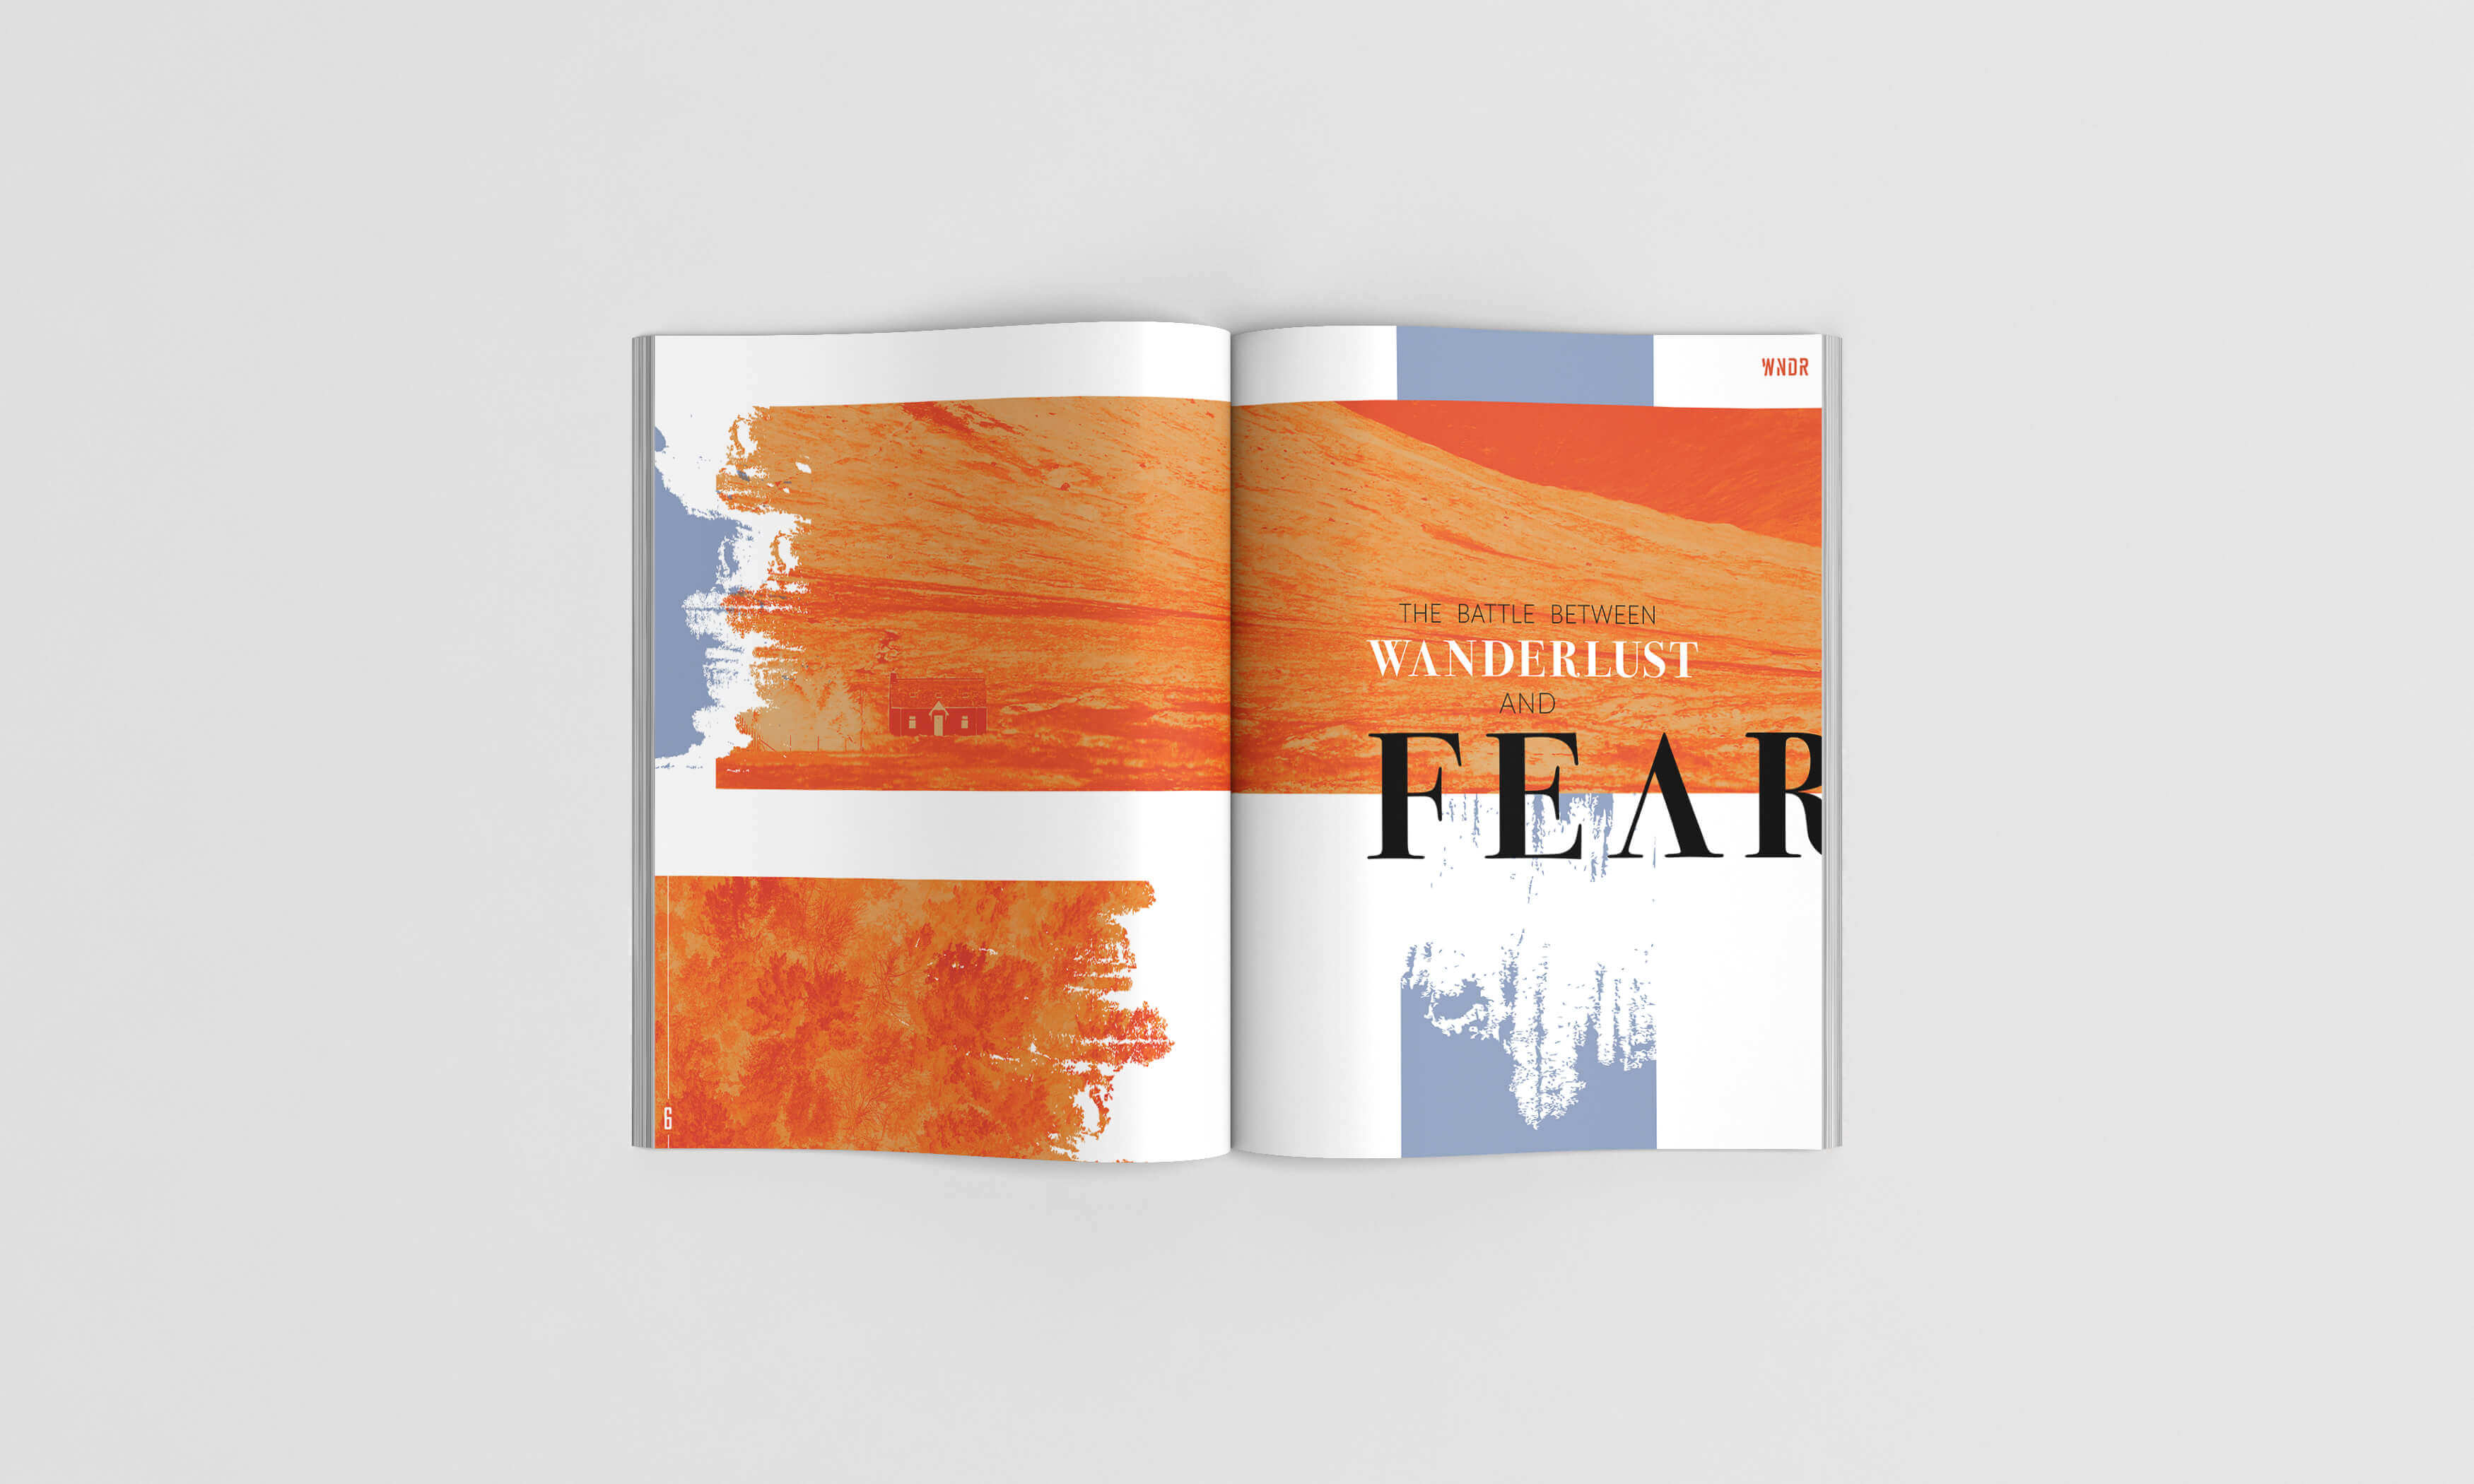 WNDR
THE BATTLE BETWEEN
WANDERLUST
AND
FEAR
6